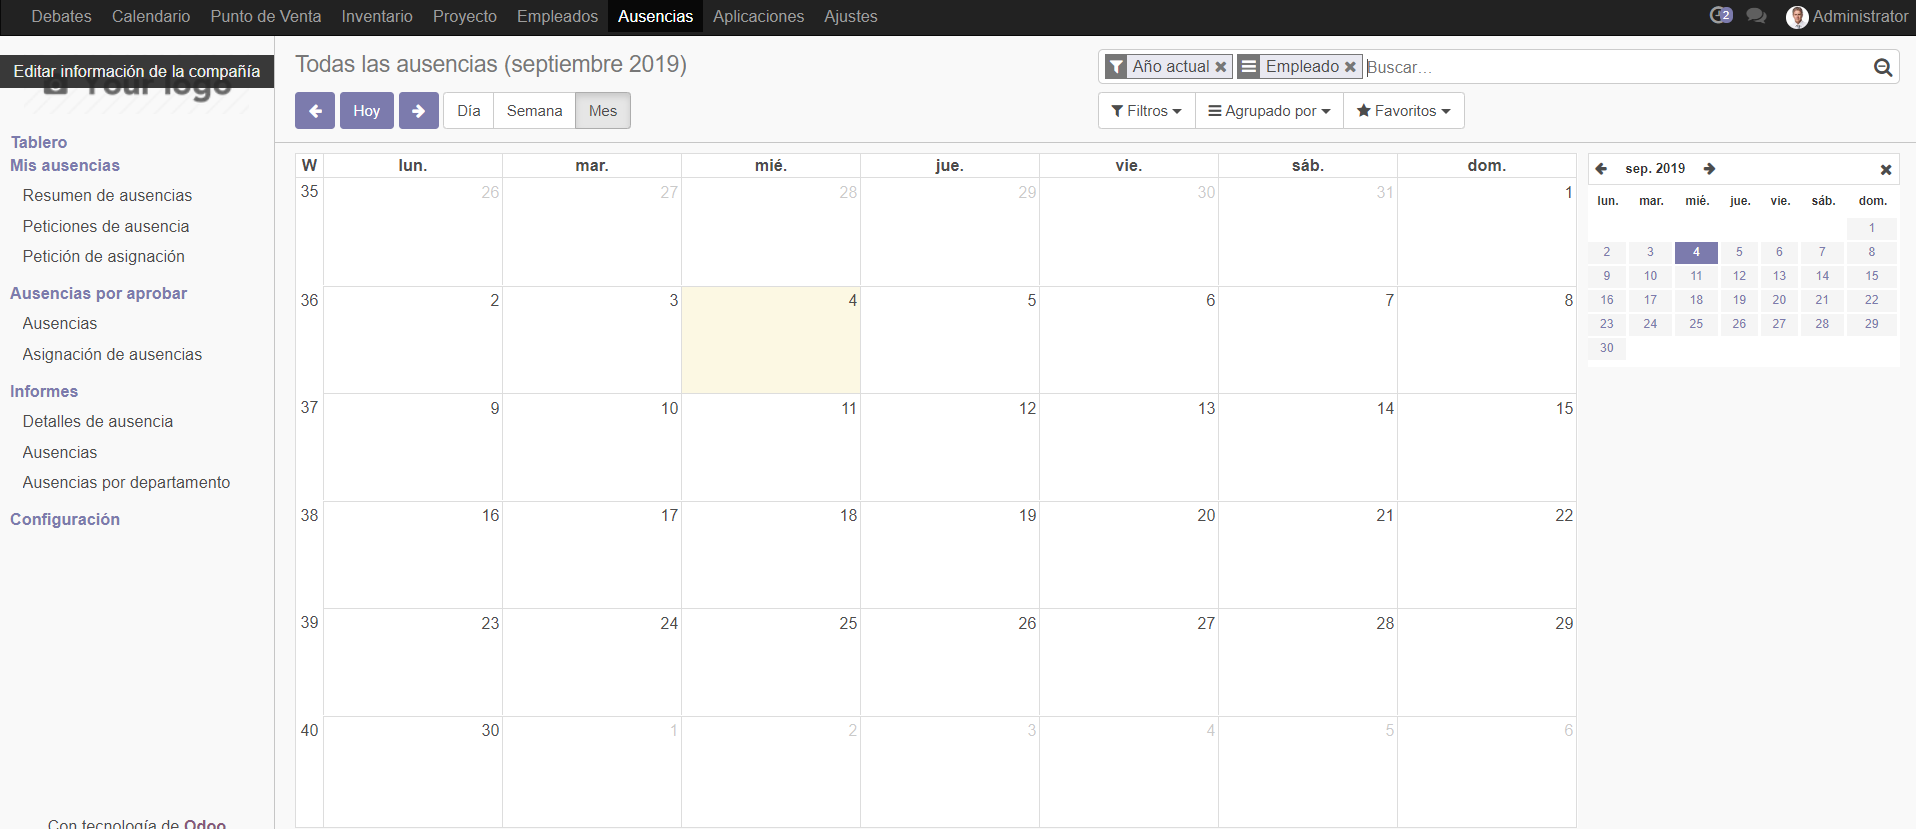 Debates Calendario Punto de Venta Inventario Proyecto Empleados Ausencias Aplicaciones Ajustes 2 Administrator
Editar información de la compañía
Your logo
Tablero
Mis ausencias
Resumen de ausencias
Peticiones de ausencia
Petición de asignación
Ausencias por aprobar
Ausencias
Asignación de ausencias
Informes
Detalles de ausencia
Ausencias
Ausencias por departamento
Configuración
Con tecnología de Odoo
Todas las ausencias (septiembre 2019)
Año actual Empleado Buscar...
Hoy Día Semana Mes
Filtros Agrupado por Favoritos
W lun. mar. mié. jue. vie. sáb. dom.
35 26 27 28 29 30 31 1
36 2 3 4 5 6 7 8
37 9 10 11 12 13 14 15
38 16 17 18 19 20 21 22
39 23 24 25 26 27 28 29
40 30 1 2 3 4 5 6
sep. 2019
lun. mar. mié. jue. vie. sáb. dom.
1
2 3 4 5 6 7 8
9 10 11 12 13 14 15
16 17 18 19 20 21 22
23 24 25 26 27 28 29
30